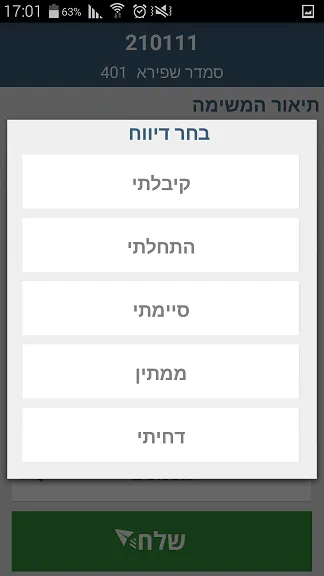 17:01 63%
210111
סמדר שפירא 401
תיאור המשימה
בחר דיווח
קיבלתי
התחלתי
סיימתי
ממתין
דחיתי
שלח